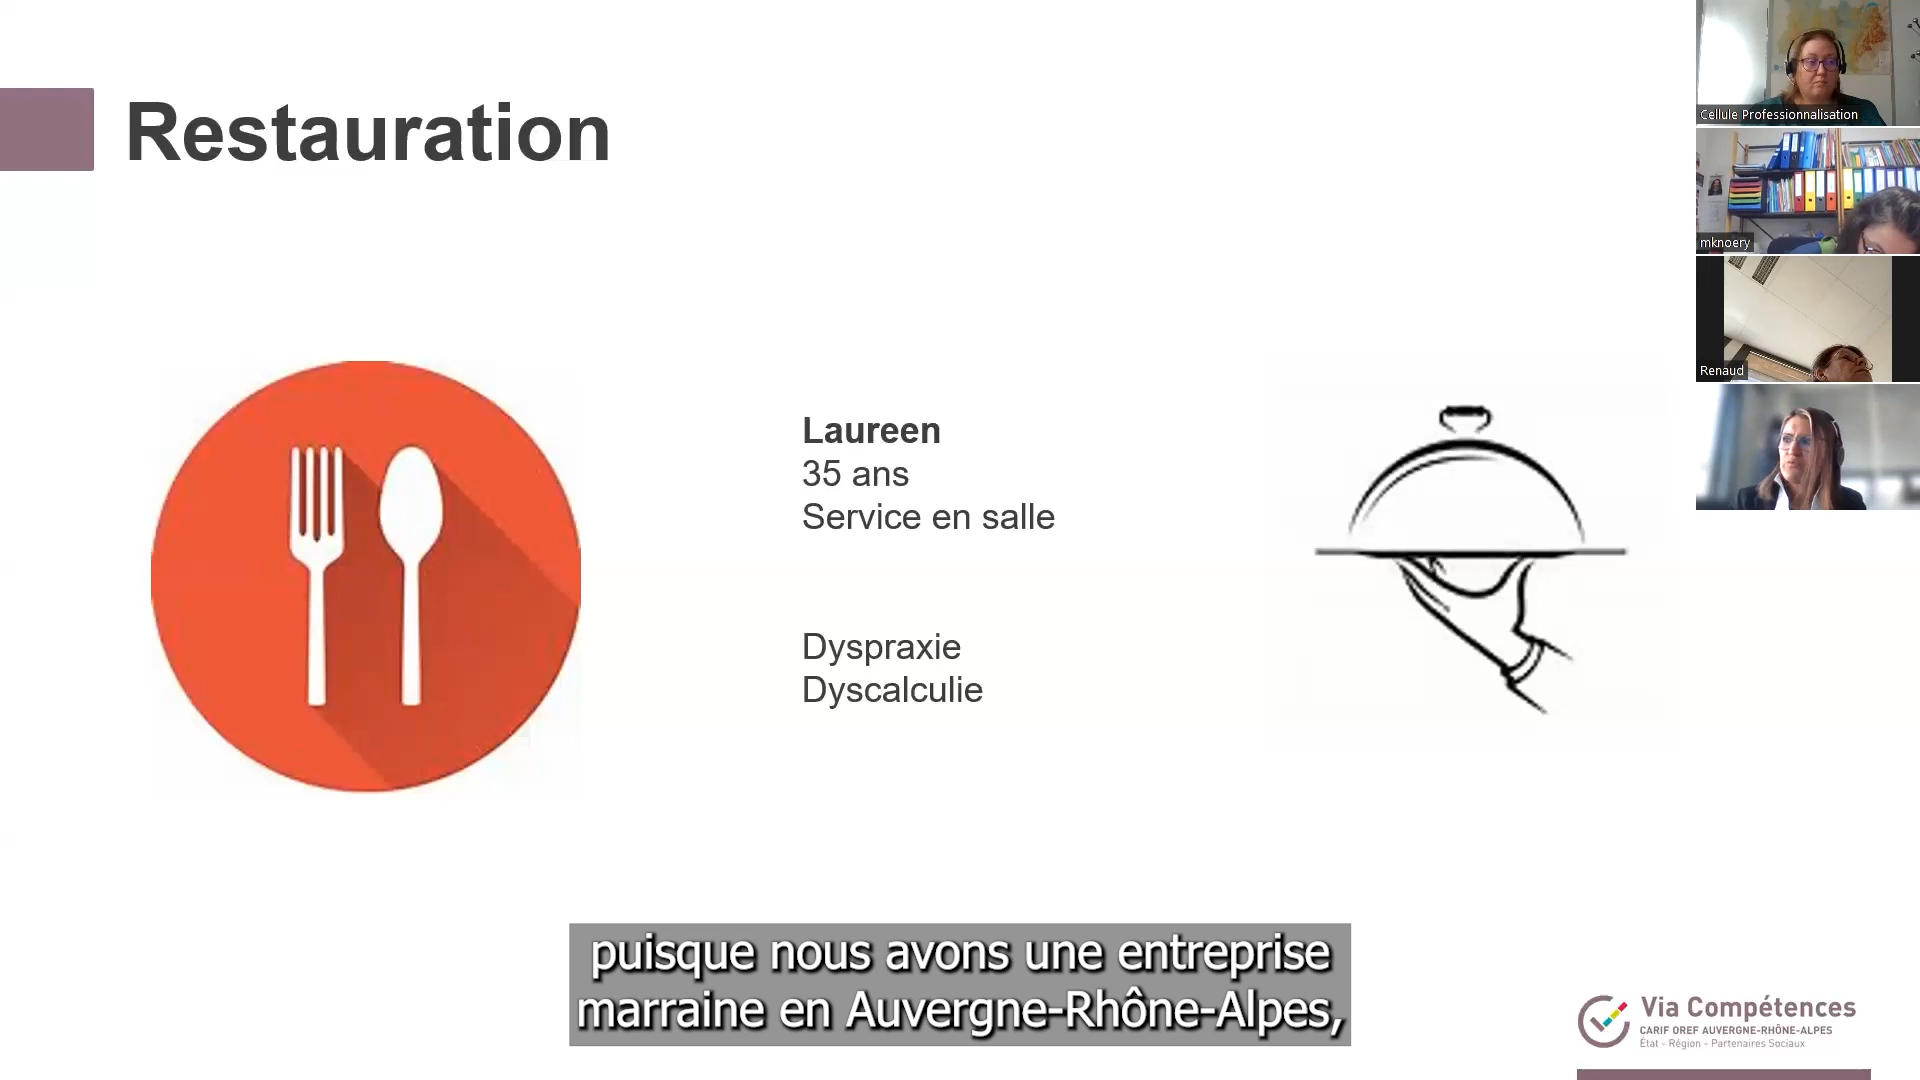 Restauration
Cellule Professionnalisation
mknoery
Renaud
Laureen
35 ans
Service en salle
Dyspraxie
Dyscalculie
puisque nous avons une entreprise
marraine en Auvergne-Rhône-Alpes,
Via Compétences
CARIF OREF AUVERGNE-RHÔNE-ALPES
État - Région - Partenaires Sociaux